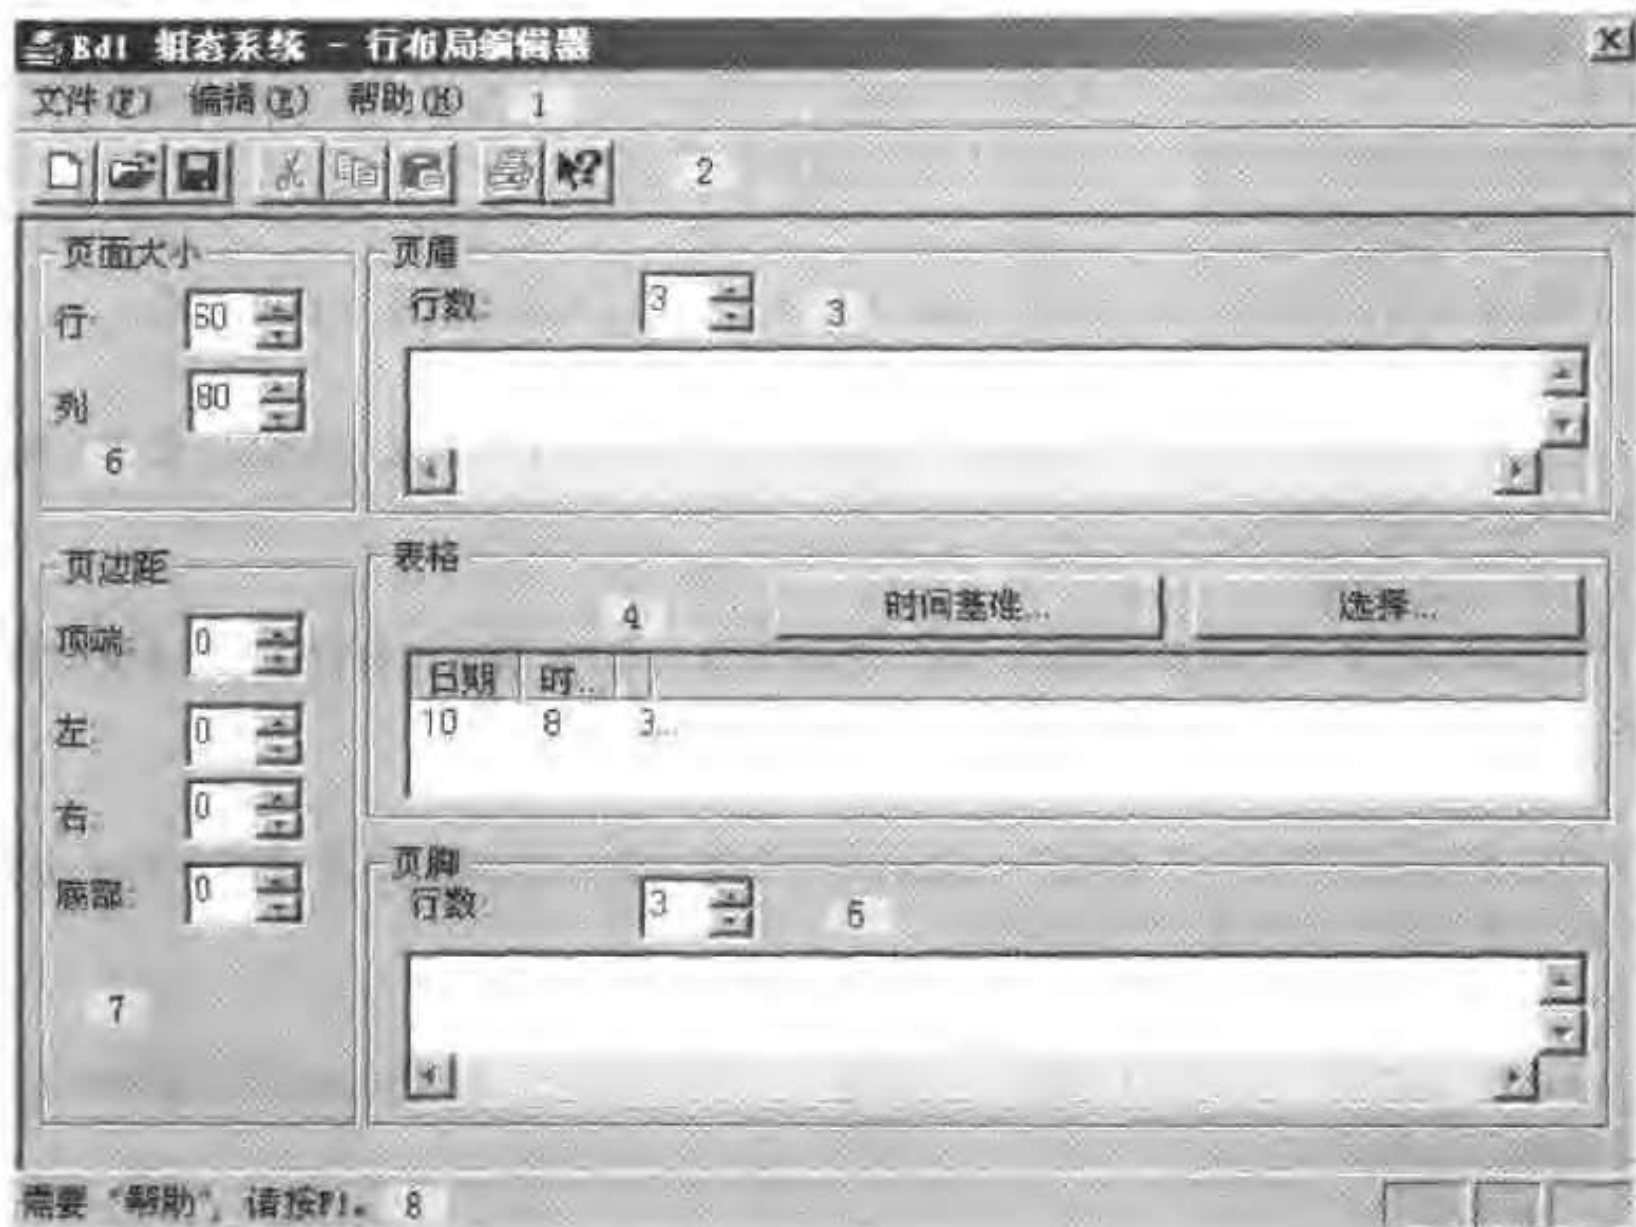 Bdl 组态系统 - 行布局编辑器
文件(F) 编辑(E) 帮助(H) 1
2
页面大小
行: 60
列 80
6
页眉
行数: 3 3
页边距
顶端: 0
左: 0
右: 0
底部: 0
7
表格
4 时间基准... 选择...
日期 时...
10 8 3...
页脚
行数: 3 5
需要 "帮助", 请按F1。 8